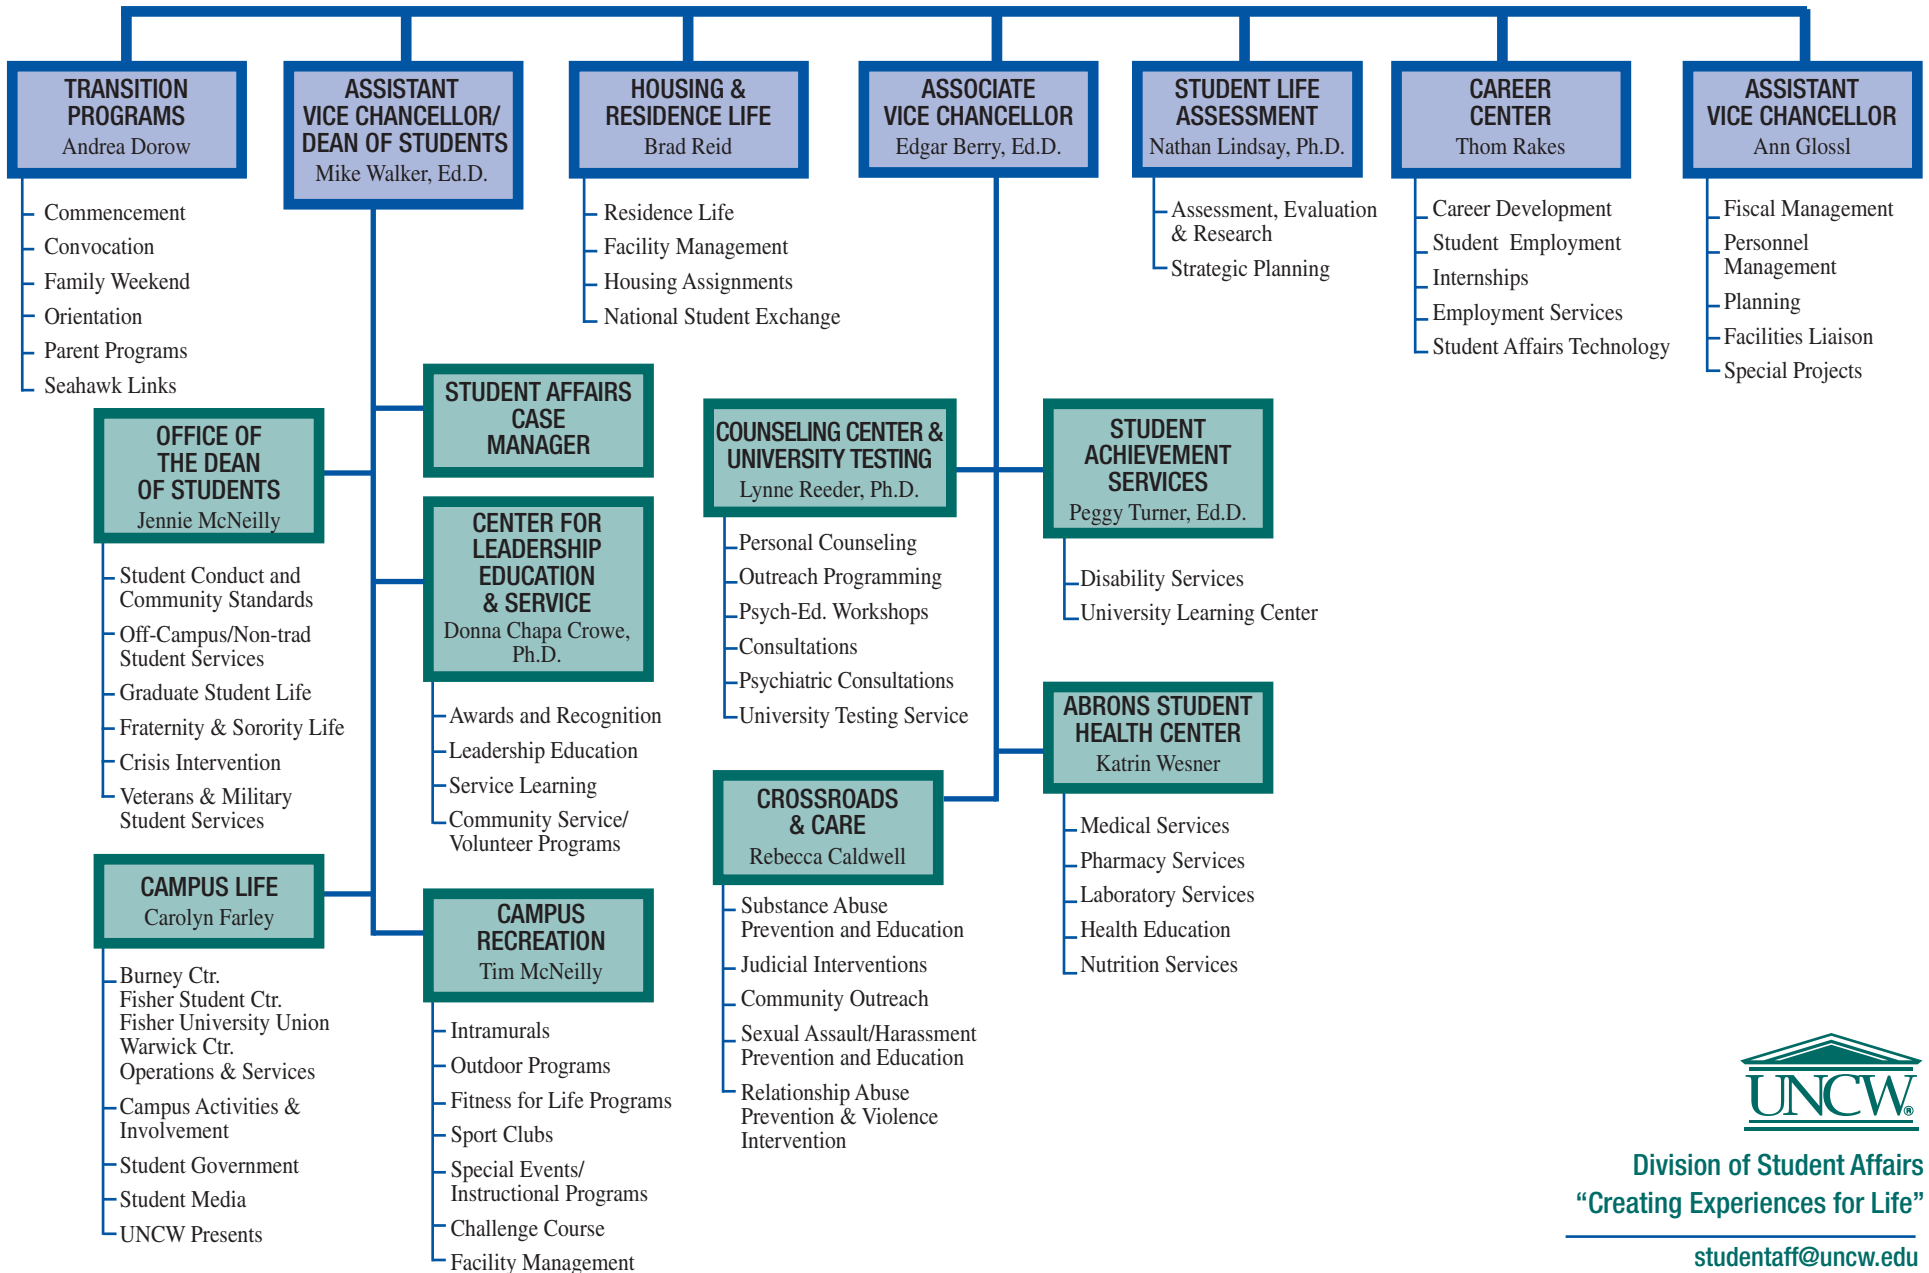 TRANSITION
PROGRAMS
Andrea Dorow
Commencement
Convocation
Family Weekend
Orientation
Parent Programs
Seahawk Links
ASSISTANT
VICE CHANCELLOR/
DEAN OF STUDENTS
Mike Walker, Ed.D.
HOUSING &
RESIDENCE LIFE
Brad Reid
Residence Life
Facility Management
Housing Assignments
National Student Exchange
ASSOCIATE
VICE CHANCELLOR
Edgar Berry, Ed.D.
STUDENT LIFE
ASSESSMENT
Nathan Lindsay, Ph.D.
Assessment, Evaluation
& Research
Strategic Planning
CAREER
CENTER
Thom Rakes
Career Development
Student Employment
Internships
Employment Services
Student Affairs Technology
ASSISTANT
VICE CHANCELLOR
Ann Glossl
Fiscal Management
Personnel
Management
Planning
Facilities Liaison
Special Projects
OFFICE OF
THE DEAN
OF STUDENTS
Jennie McNeilly
Student Conduct and
Community Standards
Off-Campus/Non-trad
Student Services
Graduate Student Life
Fraternity & Sorority Life
Crisis Intervention
Veterans & Military
Student Services
CAMPUS LIFE
Carolyn Farley
Burney Ctr.
Fisher Student Ctr.
Fisher University Union
Warwick Ctr.
Operations & Services
Campus Activities &
Involvement
Student Government
Student Media
UNCW Presents
STUDENT AFFAIRS
CASE
MANAGER
CENTER FOR
LEADERSHIP
EDUCATION
& SERVICE
Donna Chapa Crowe,
Ph.D.
Awards and Recognition
Leadership Education
Service Learning
Community Service/
Volunteer Programs
CAMPUS
RECREATION
Tim McNeilly
Intramurals
Outdoor Programs
Fitness for Life Programs
Sport Clubs
Special Events/
Instructional Programs
Challenge Course
Facility Management
COUNSELING CENTER &
UNIVERSITY TESTING
Lynne Reeder, Ph.D.
Personal Counseling
Outreach Programming
Psych-Ed. Workshops
Consultations
Psychiatric Consultations
University Testing Service
CROSSROADS
& CARE
Rebecca Caldwell
Substance Abuse
Prevention and Education
Judicial Interventions
Community Outreach
Sexual Assault/Harassment
Prevention and Education
Relationship Abuse
Prevention & Violence
Intervention
STUDENT
ACHIEVEMENT
SERVICES
Peggy Turner, Ed.D.
Disability Services
University Learning Center
ABRONS STUDENT
HEALTH CENTER
Katrin Wesner
Medical Services
Pharmacy Services
Laboratory Services
Health Education
Nutrition Services
UNCW®
Division of Student Affairs
“Creating Experiences for Life”
studentaff@uncw.edu